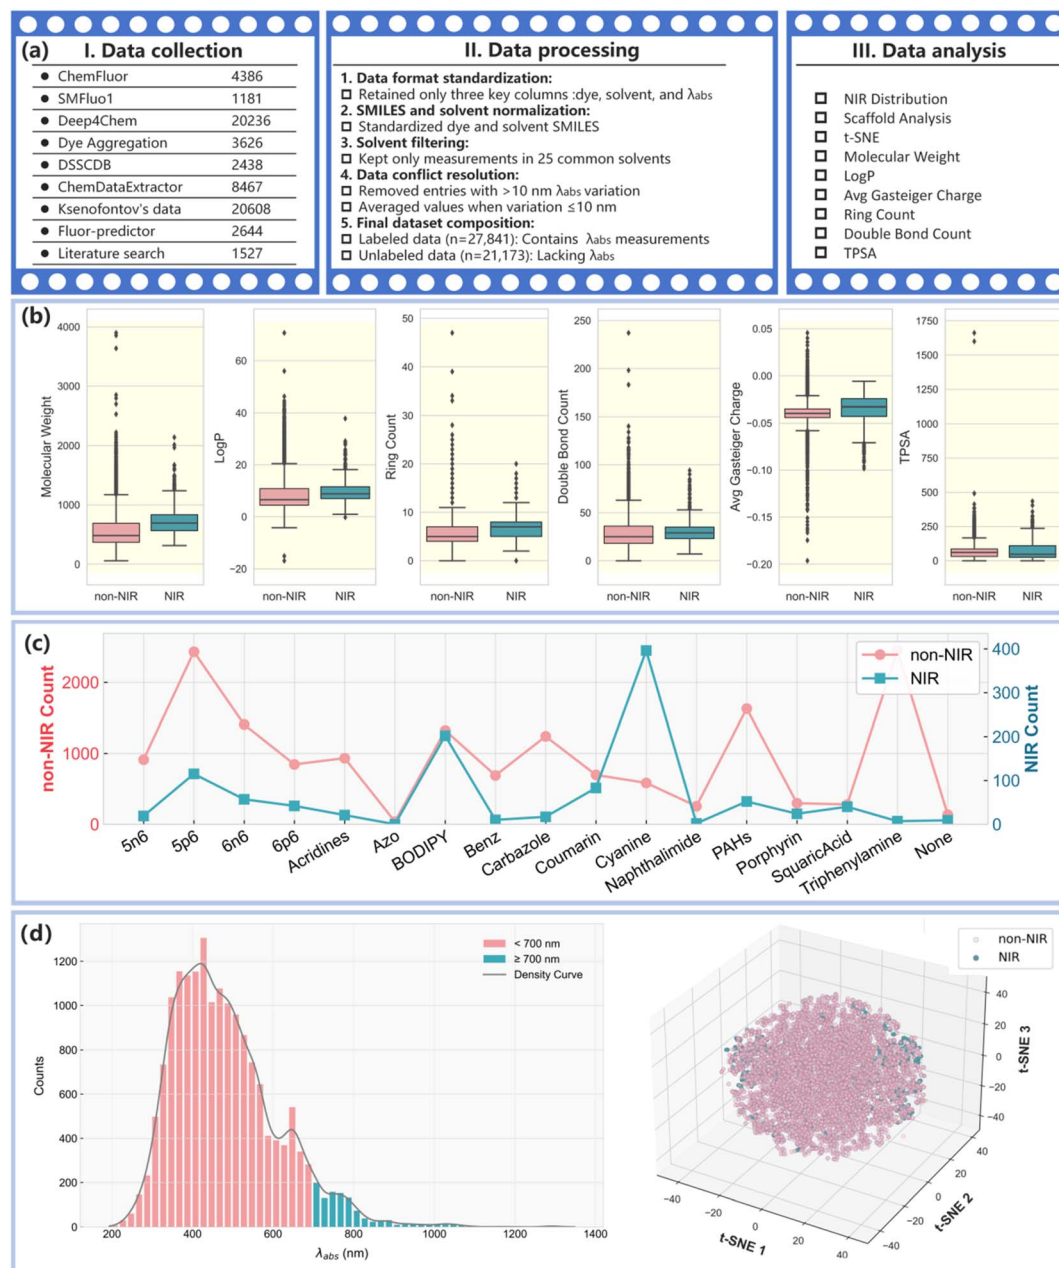 (a)
I. Data collection
● ChemFluor 4386
● SMFluo1 1181
● Deep4Chem 20236
● Dye Aggregation 3626
● DSSCDB 2438
● ChemDataExtractor 8467
● Ksenofontov's data 20608
● Fluor-predictor 2644
● Literature search 1527
II. Data processing
1. Data format standardization:
☐ Retained only three key columns :dye, solvent, and λabs
2. SMILES and solvent normalization:
☐ Standardized dye and solvent SMILES
3. Solvent filtering:
☐ Kept only measurements in 25 common solvents
4. Data conflict resolution:
☐ Removed entries with >10 nm λabs variation
☐ Averaged values when variation ≤10 nm
5. Final dataset composition:
☐ Labeled data (n=27,841): Contains λabs measurements
☐ Unlabeled data (n=21,173): Lacking λabs
III. Data analysis
☐ NIR Distribution
☐ Scaffold Analysis
☐ t-SNE
☐ Molecular Weight
☐ LogP
☐ Avg Gasteiger Charge
☐ Ring Count
☐ Double Bond Count
☐ TPSA
(b)
Molecular Weight
4000
3000
2000
1000
0
non-NIR NIR
LogP
60
40
20
0
−20
non-NIR NIR
Ring Count
50
40
30
20
10
0
non-NIR NIR
Double Bond Count
250
200
150
100
50
0
non-NIR NIR
Avg Gasteiger Charge
0.05
0.00
−0.05
−0.10
−0.15
−0.20
non-NIR NIR
TPSA
1750
1500
1250
1000
750
500
250
0
non-NIR NIR
(c)
non-NIR Count
2000
1000
0
non-NIR
NIR
400
300
200
100
0
NIR Count
5n6
5p6
6n6
6p6
Acridines
Azo
BODIPY
Benz
Carbazole
Coumarin
Cyanine
Naphthalimide
PAHs
Porphyrin
SquaricAcid
Triphenylamine
None
(d)
Counts
1200
1000
800
600
400
200
0
< 700 nm
≥ 700 nm
Density Curve
200 400 600 800 1000 1200 1400
λabs (nm)
non-NIR
NIR
40
20
0
−20
−40
t-SNE 3
40
20
0
−20
−40
t-SNE 2
−40
−20
0
20
40
t-SNE 1